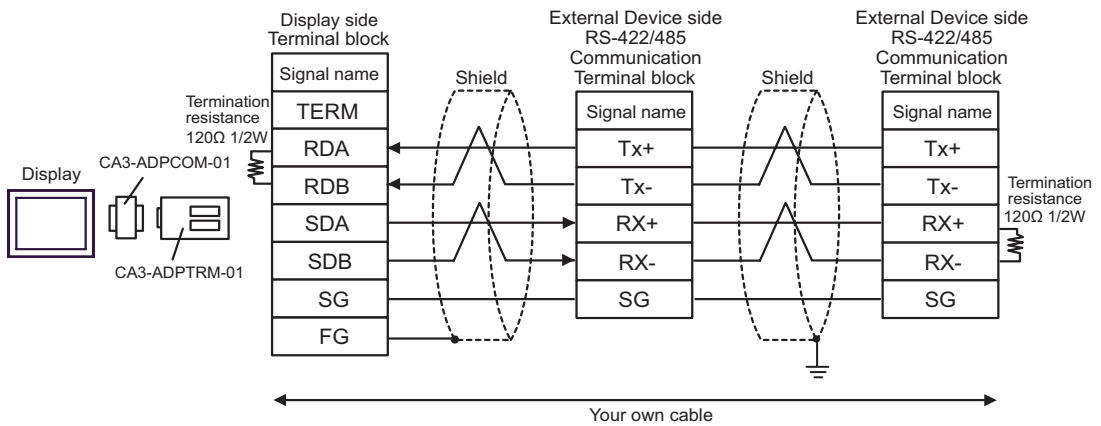 Display side
Terminal block
External Device side
RS-422/485
Communication
Terminal block
External Device side
RS-422/485
Communication
Terminal block
Signal name
Shield
Shield
Termination
resistance
120Ω 1/2W
TERM
Signal name
Signal name
RDA
Tx+
Tx+
Display
CA3-ADPCOM-01
RDB
Tx-
Tx-
Termination
resistance
120Ω 1/2W
SDA
RX+
RX+
CA3-ADPTRM-01
SDB
RX-
RX-
SG
SG
SG
FG
Your own cable